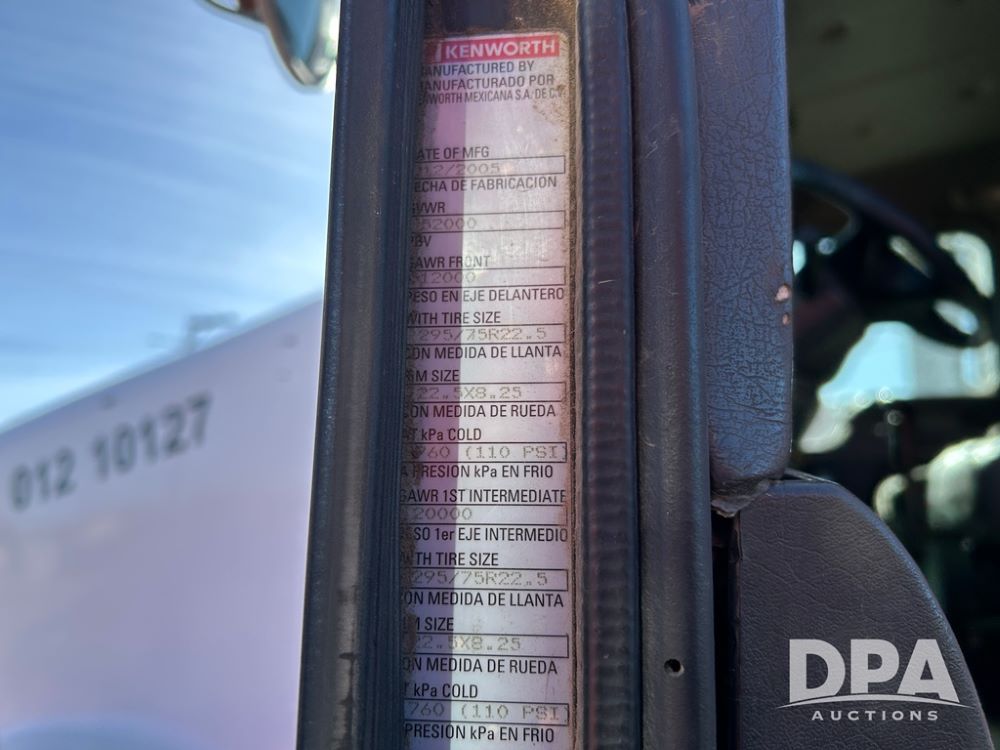 KENWORTH
MANUFACTURED BY
MANUFACTURADO POR
KENWORTH MEXICANA S.A. DE C.V.
DATE OF MFG
12/2005
FECHA DE FABRICACION
GVWR
52000
PBV
GAWR FRONT
12000
PESO EN EJE DELANTERO
WITH TIRE SIZE
295/75R22.5
CON MEDIDA DE LLANTA
RIM SIZE
22.5X8.25
CON MEDIDA DE RUEDA
AT kPa COLD
760 (110 PSI
A PRESION kPa EN FRIO
GAWR 1ST INTERMEDIATE
20000
PESO 1er EJE INTERMEDIO
WITH TIRE SIZE
295/75R22.5
CON MEDIDA DE LLANTA
RIM SIZE
22.5X8.25
CON MEDIDA DE RUEDA
AT kPa COLD
760 (110 PSI
PRESION kPa EN FRIO
012 10127
DPA
AUCTIONS